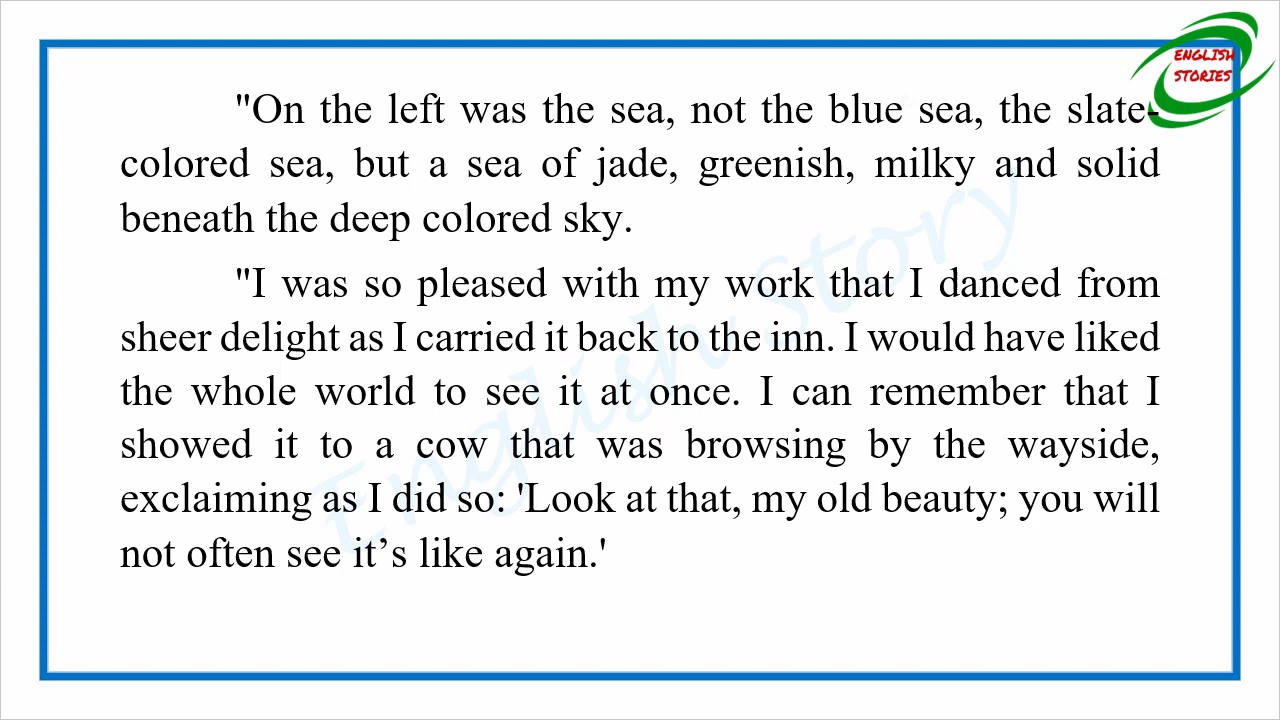 ENGLISH
STORIES
"On the left was the sea, not the blue sea, the slate-
colored sea, but a sea of jade, greenish, milky and solid
beneath the deep colored sky.
"I was so pleased with my work that I danced from
sheer delight as I carried it back to the inn. I would have liked
the whole world to see it at once. I can remember that I
showed it to a cow that was browsing by the wayside,
exclaiming as I did so: 'Look at that, my old beauty; you will
not often see it’s like again.'
English Story